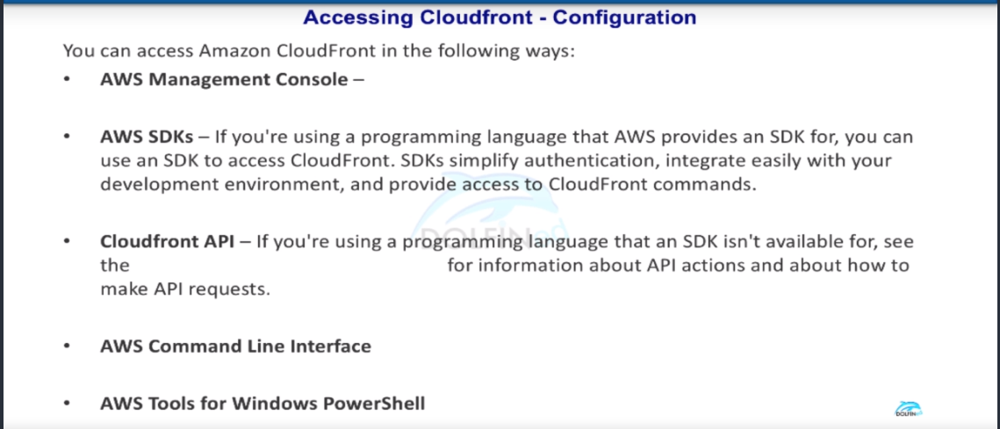 Accessing Cloudfront - Configuration
You can access Amazon CloudFront in the following ways:
• AWS Management Console –
• AWS SDKs – If you're using a programming language that AWS provides an SDK for, you can
use an SDK to access CloudFront. SDKs simplify authentication, integrate easily with your
development environment, and provide access to CloudFront commands.
• Cloudfront API – If you're using a programming language that an SDK isn't available for, see
the for information about API actions and about how to
make API requests.
• AWS Command Line Interface
• AWS Tools for Windows PowerShell
DOLFIN
DOLFIN